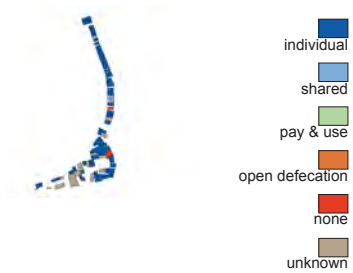 individual
shared
pay & use
open defecation
none
unknown